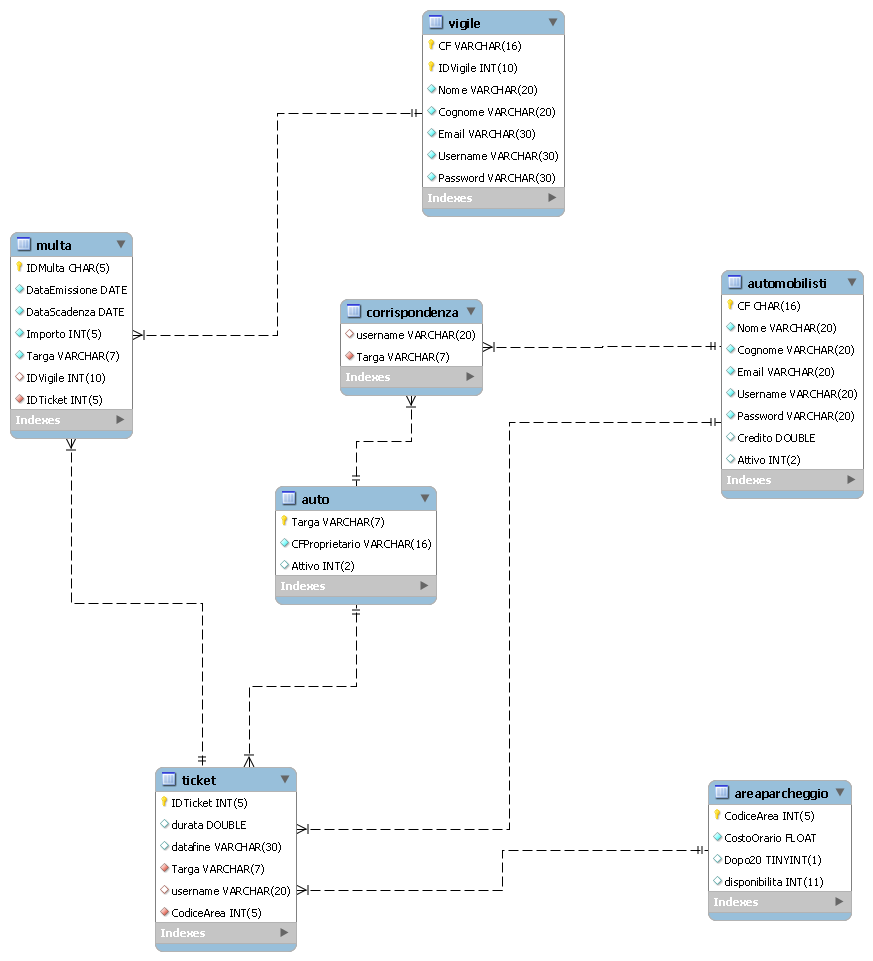 vigile
CF VARCHAR(16)
IDVigile INT(10)
Nome VARCHAR(20)
Cognome VARCHAR(20)
Email VARCHAR(30)
Username VARCHAR(30)
Password VARCHAR(30)
Indexes
multa
IDMulta CHAR(5)
DataEmissione DATE
DataScadenza DATE
Importo INT(5)
Targa VARCHAR(7)
IDVigile INT(10)
IDTicket INT(5)
Indexes
corrispondenza
username VARCHAR(20)
Targa VARCHAR(7)
Indexes
automobilisti
CF CHAR(16)
Nome VARCHAR(20)
Cognome VARCHAR(20)
Email VARCHAR(20)
Username VARCHAR(20)
Password VARCHAR(20)
Credito DOUBLE
Attivo INT(2)
Indexes
auto
Targa VARCHAR(7)
CFProprietario VARCHAR(16)
Attivo INT(2)
Indexes
ticket
IDTicket INT(5)
durata DOUBLE
datafine VARCHAR(30)
Targa VARCHAR(7)
username VARCHAR(20)
CodiceArea INT(5)
Indexes
areaparcheggio
CodiceArea INT(5)
CostoOrario FLOAT
Dopo20 TINYINT(1)
disponibilita INT(11)
Indexes